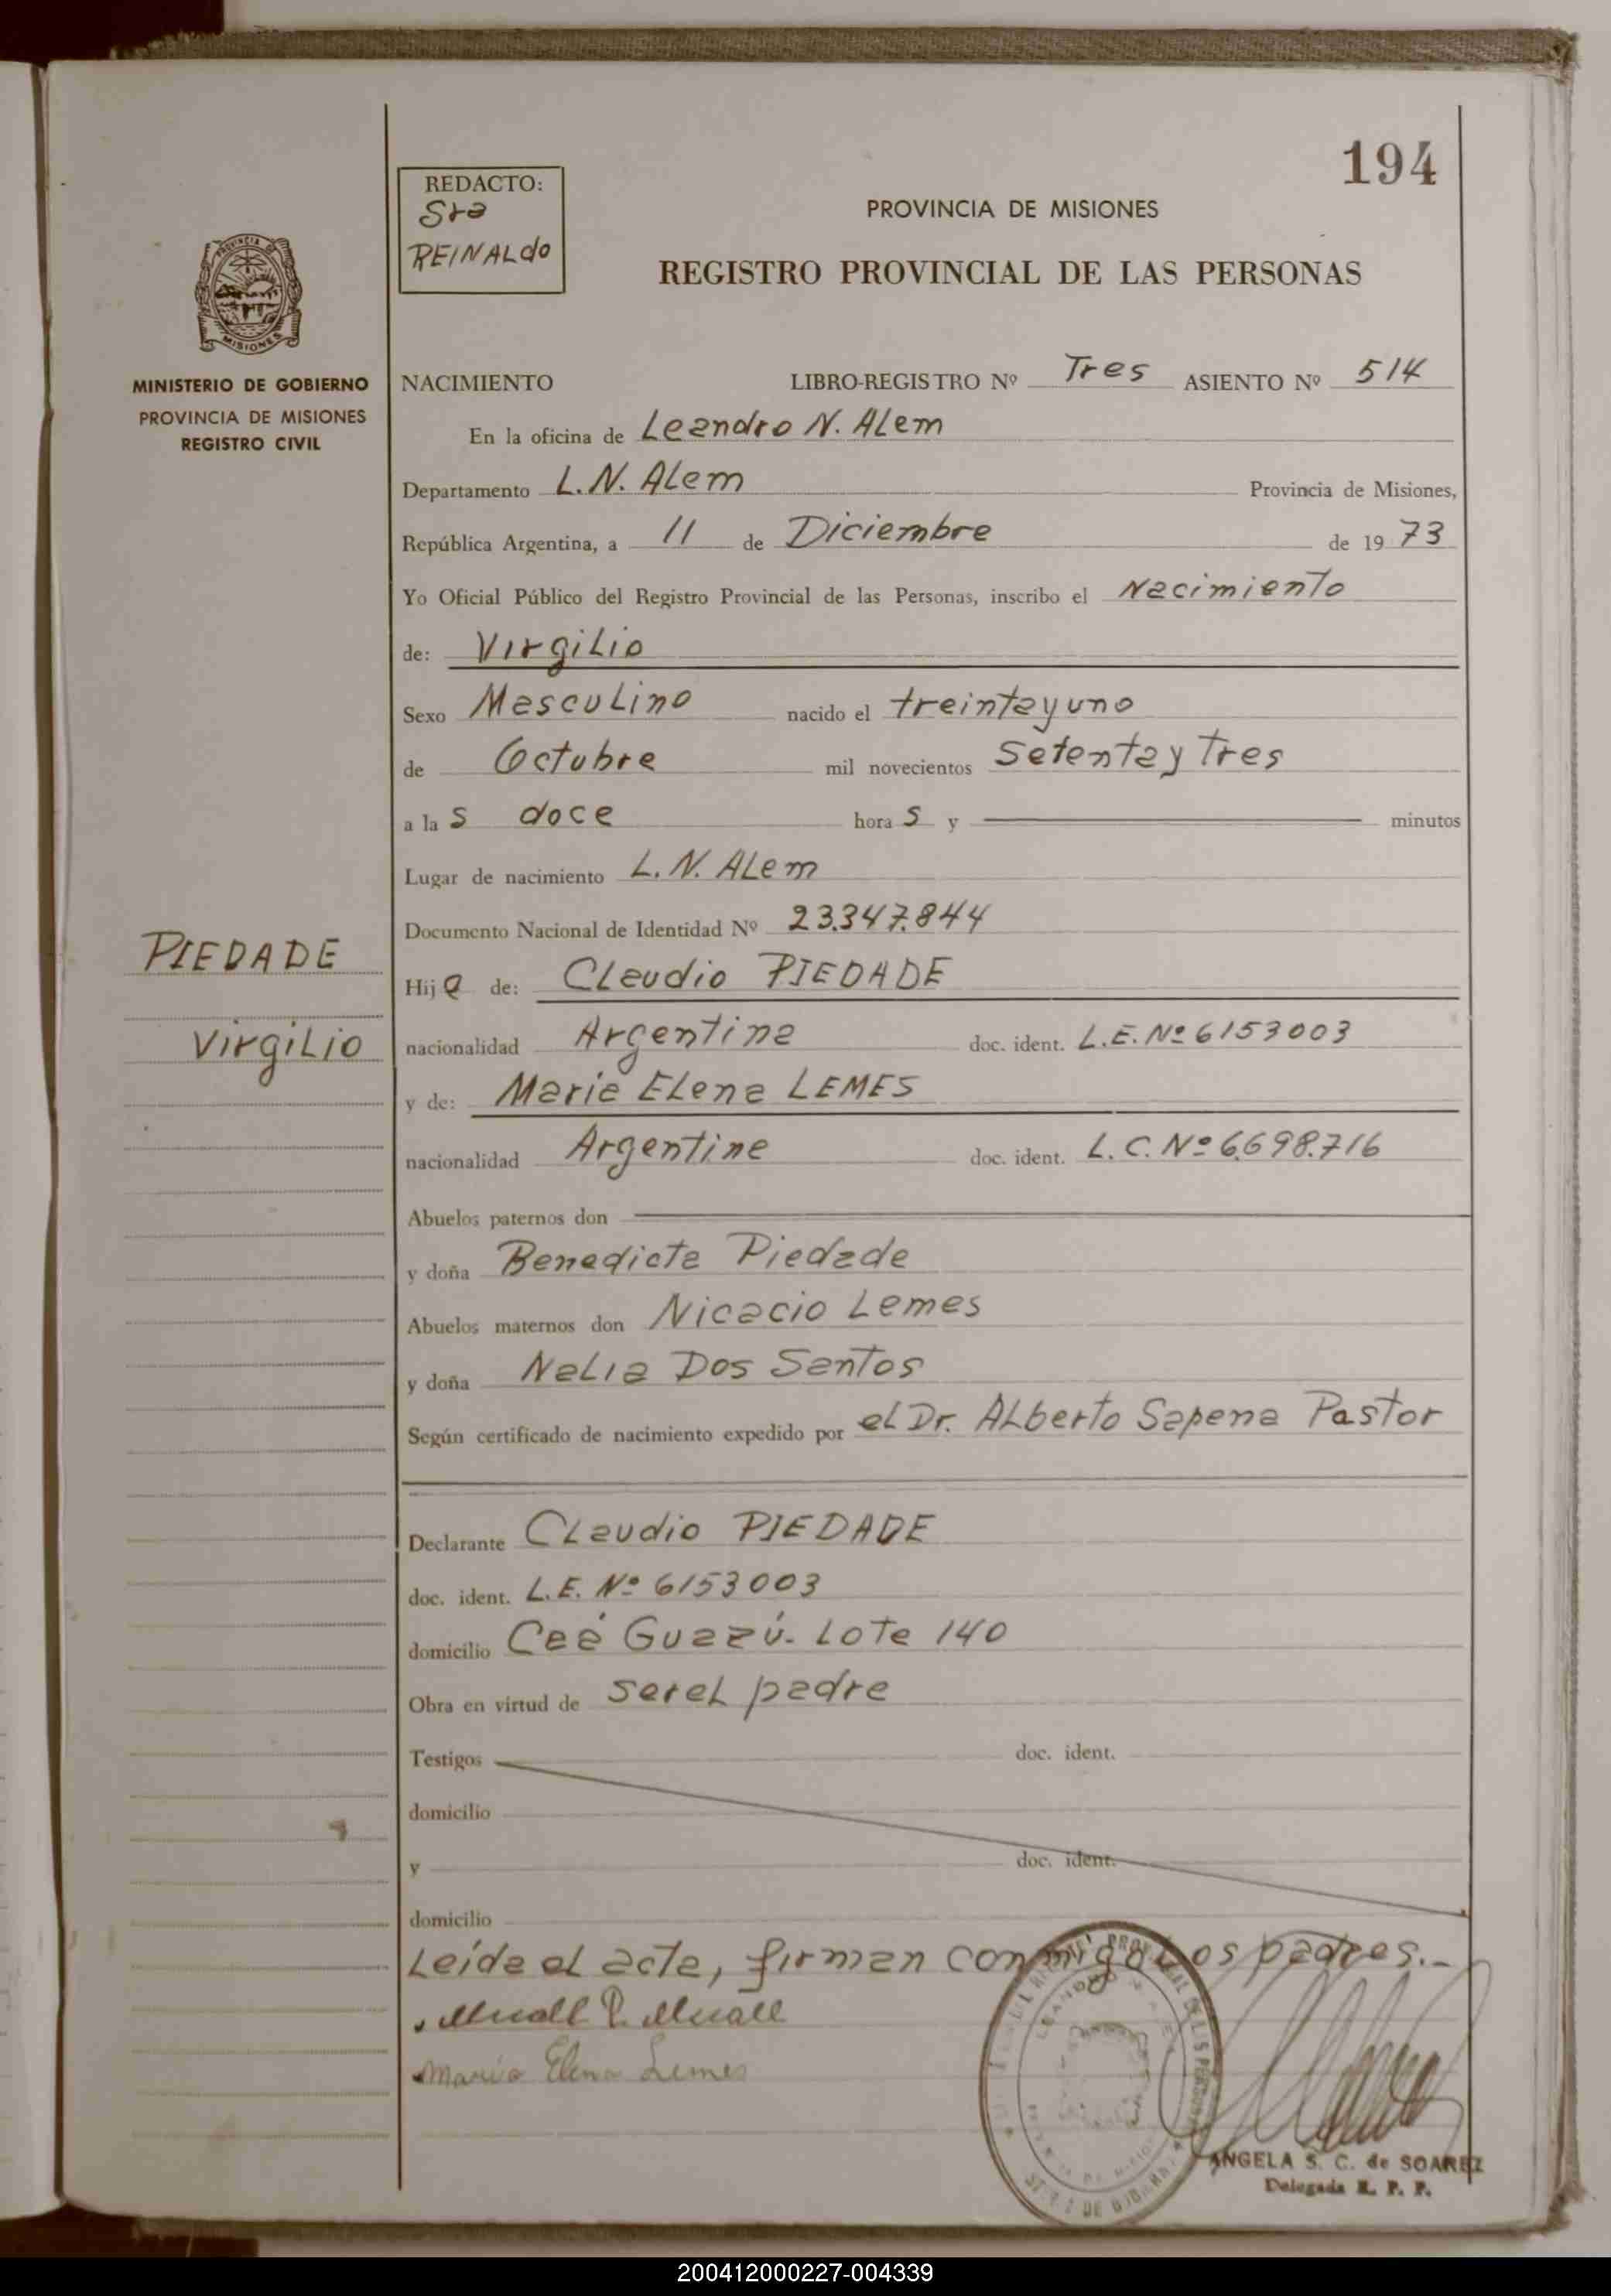 194
REDACTO:
Sra
REINALdo
PROVINCIA DE MISIONES
REGISTRO PROVINCIAL DE LAS PERSONAS
PROVINCIA DE
MISIONES
MINISTERIO DE GOBIERNO
PROVINCIA DE MISIONES
REGISTRO CIVIL
NACIMIENTO LIBRO-REGISTRO Nº Tres ASIENTO Nº 514
En la oficina de Leandro N. Alem
Departamento L.N. Alem Provincia de Misiones,
República Argentina, a 11 de Diciembre de 1973
Yo Oficial Público del Registro Provincial de las Personas, inscribo el Nacimiento
de: Virgilio
Sexo Masculino nacido el treintayuno
de Octubre mil novecientos Setenta y Tres
a las doce horas y minutos
Lugar de nacimiento L.N. Alem
Documento Nacional de Identidad Nº 23.347.844
PIEDADE
Virgilio
Hijo de: Claudio PIEDADE
nacionalidad Argentina doc. ident. L.E. Nº 6153003
y de: Maria Elena LEMES
nacionalidad Argentina doc. ident. L.C. Nº 6.698.716
Abuelos paternos don
y doña Benedicta Piedade
Abuelos maternos don Nicacio Lemes
y doña Nalia Dos Santos
Según certificado de nacimiento expedido por el Dr. Alberto Sapena Pastor
Declarante Claudio PIEDADE
doc. ident. L.E. Nº 6153003
domicilio Caá Guazú- Lote 140
Obra en virtud de ser el padre
Testigos doc. ident.
domicilio
y doc. ident.
domicilio
Leída el acta, firman conmigo los padres.-
Maria Elena Lemes
ANGELA S. C. de SOAREZ
Delegada R. P. P.
200412000227-004339